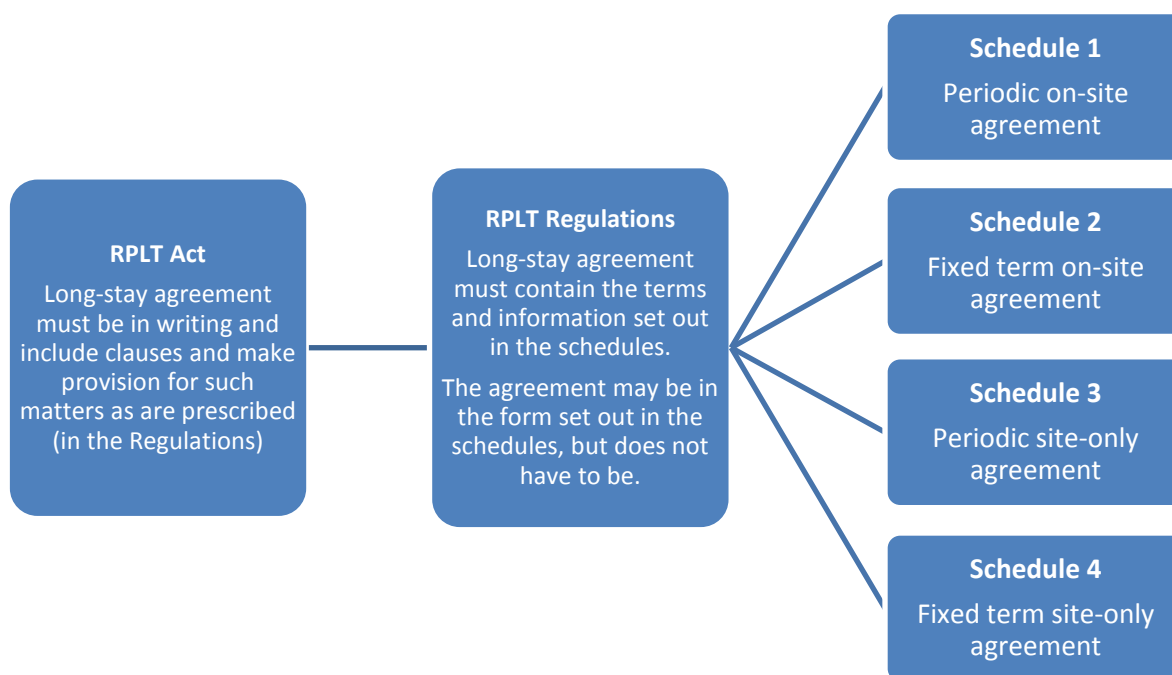 RPLT Act
Long-stay agreement
must be in writing and
include clauses and make
provision for such
matters as are prescribed
(in the Regulations)
RPLT Regulations
Long-stay agreement
must contain the terms
and information set out
in the schedules.
The agreement may be in
the form set out in the
schedules, but does not
have to be.
Schedule 1
Periodic on-site
agreement
Schedule 2
Fixed term on-site
agreement
Schedule 3
Periodic site-only
agreement
Schedule 4
Fixed term site-only
agreement